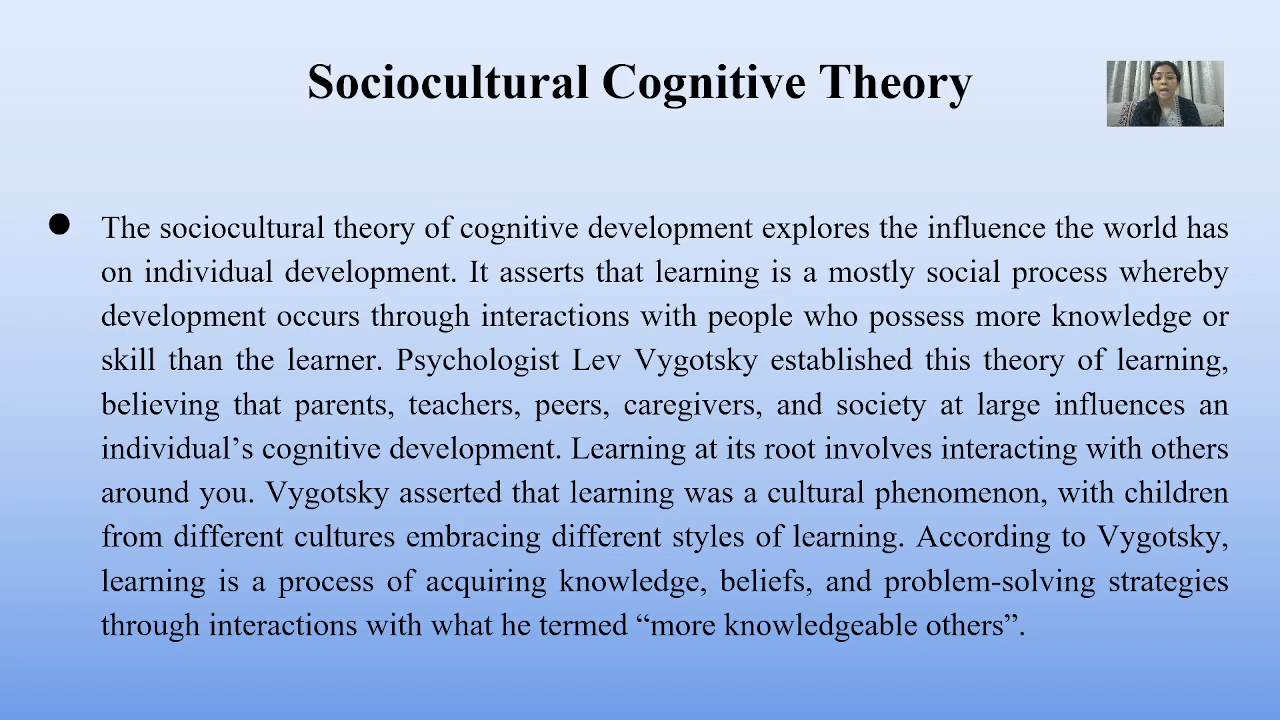 Sociocultural Cognitive Theory
● The sociocultural theory of cognitive development explores the influence the world has
on individual development. It asserts that learning is a mostly social process whereby
development occurs through interactions with people who possess more knowledge or
skill than the learner. Psychologist Lev Vygotsky established this theory of learning,
believing that parents, teachers, peers, caregivers, and society at large influences an
individual’s cognitive development. Learning at its root involves interacting with others
around you. Vygotsky asserted that learning was a cultural phenomenon, with children
from different cultures embracing different styles of learning. According to Vygotsky,
learning is a process of acquiring knowledge, beliefs, and problem-solving strategies
through interactions with what he termed “more knowledgeable others”.